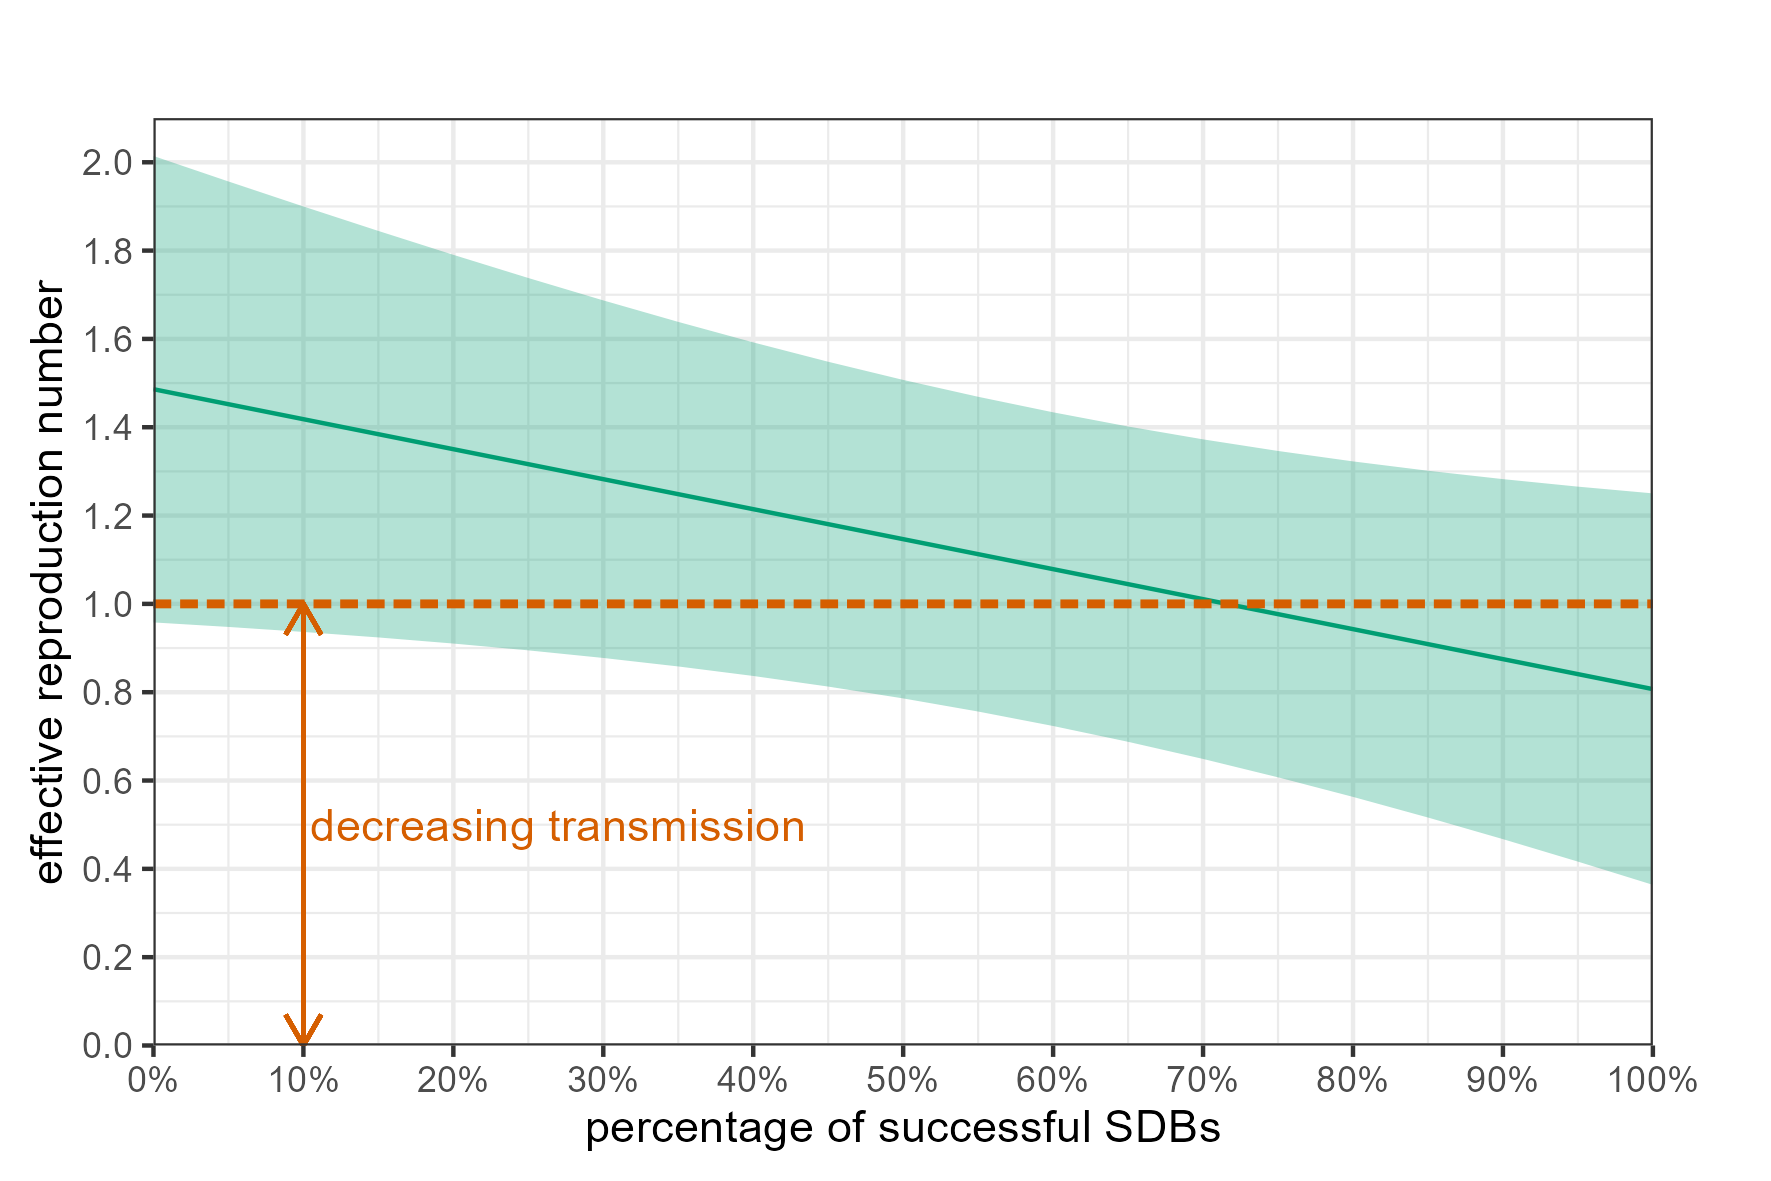 effective reproduction number
2.0
1.8
1.6
1.4
1.2
1.0
0.8
0.6
0.4
0.2
0.0
decreasing transmission
0% 10% 20% 30% 40% 50% 60% 70% 80% 90% 100%
percentage of successful SDBs